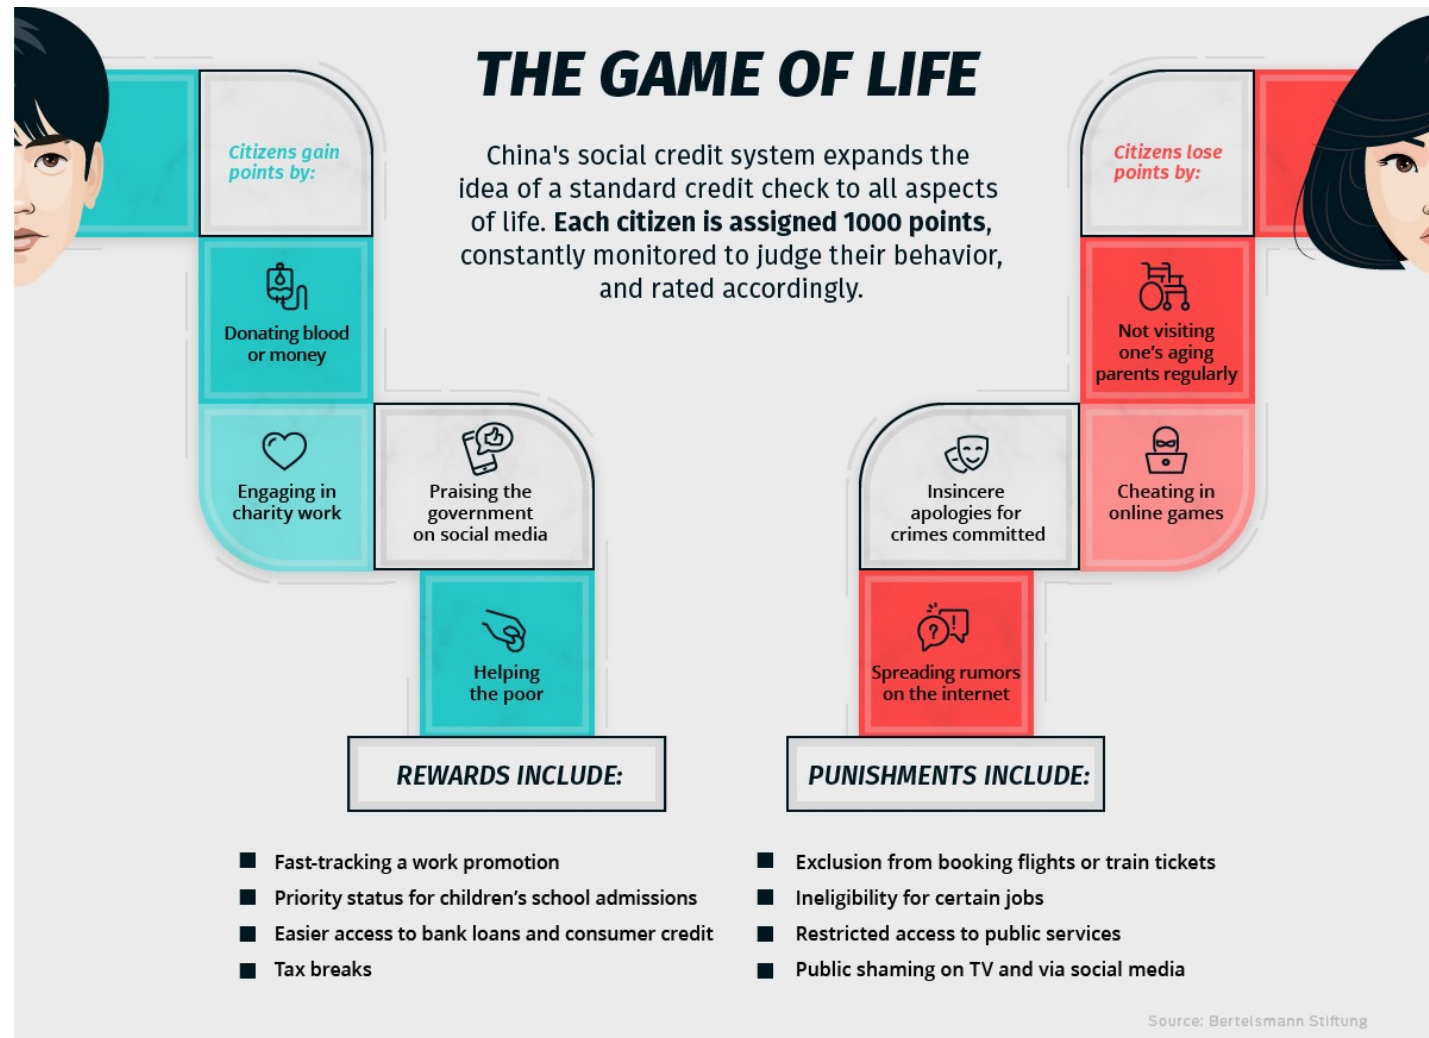 THE GAME OF LIFE
China's social credit system expands the
idea of a standard credit check to all aspects
of life. Each citizen is assigned 1000 points,
constantly monitored to judge their behavior,
and rated accordingly.
Citizens gain
points by:
Donating blood
or money
Engaging in
charity work
Praising the
government
on social media
Helping
the poor
REWARDS INCLUDE:
Fast-tracking a work promotion
Priority status for children’s school admissions
Easier access to bank loans and consumer credit
Tax breaks
Citizens lose
points by:
Not visiting
one’s aging
parents regularly
Cheating in
online games
Insincere
apologies for
crimes committed
Spreading rumors
on the internet
PUNISHMENTS INCLUDE:
Exclusion from booking flights or train tickets
Ineligibility for certain jobs
Restricted access to public services
Public shaming on TV and via social media
Source: Bertelsmann Stiftung